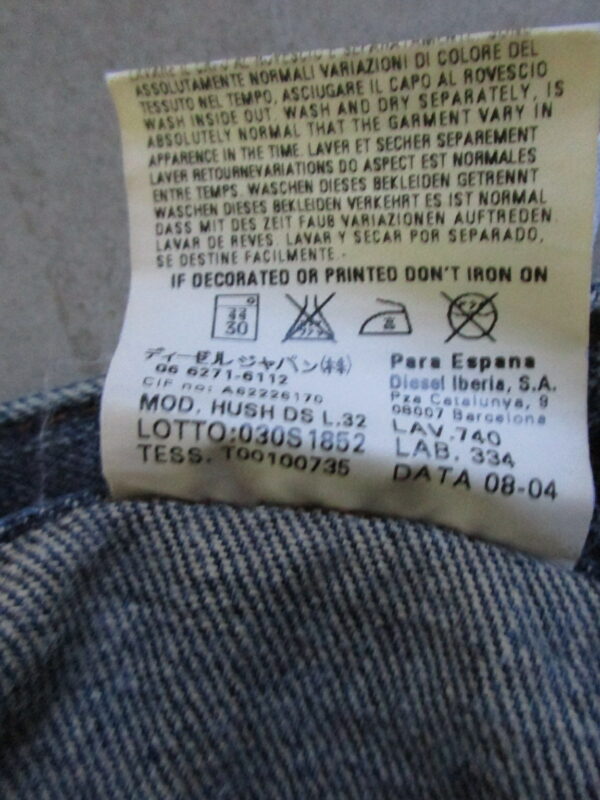 ASSOLUTAMENTE NORMALI VARIAZIONI DI COLORE DEL
TESSUTO NEL TEMPO, ASCIUGARE IL CAPO AL ROVESCIO
WASH INSIDE OUT. WASH AND DRY SEPARATELY, IS
ABSOLUTELY NORMAL THAT THE GARMENT VARY IN
APPARENCE IN THE TIME. LAVER ET SECHER SEPAREMENT
LAVER RETOURNEVARIATIONS DO ASPECT EST NORMALES
ENTRE TEMPS. WASCHEN DIESES BEKLEIDEN GETRENNT
WASCHEN DIESES BEKLEIDEN VERKEHRT ES IST NORMAL
DASS MIT DES ZEIT FAUB VARIAZIONEN AUFTREDEN
LAVAR DE REVES. LAVAR Y SECAR POR SEPARADO,
SE DESTINE FACILMENTE.-
IF DECORATED OR PRINTED DON'T IRON ON
44
30
ディーゼルジャパン(株)
06 6271-6112
CIF no: A62226170
MOD. HUSH DS L.32
LOTTO:030S1852
TESS. T00100735
Para Espana
Diesel Iberia, S.A.
Pza Catalunya, 9
08007 Barcelona
LAV.740
LAB. 334
DATA 08-04